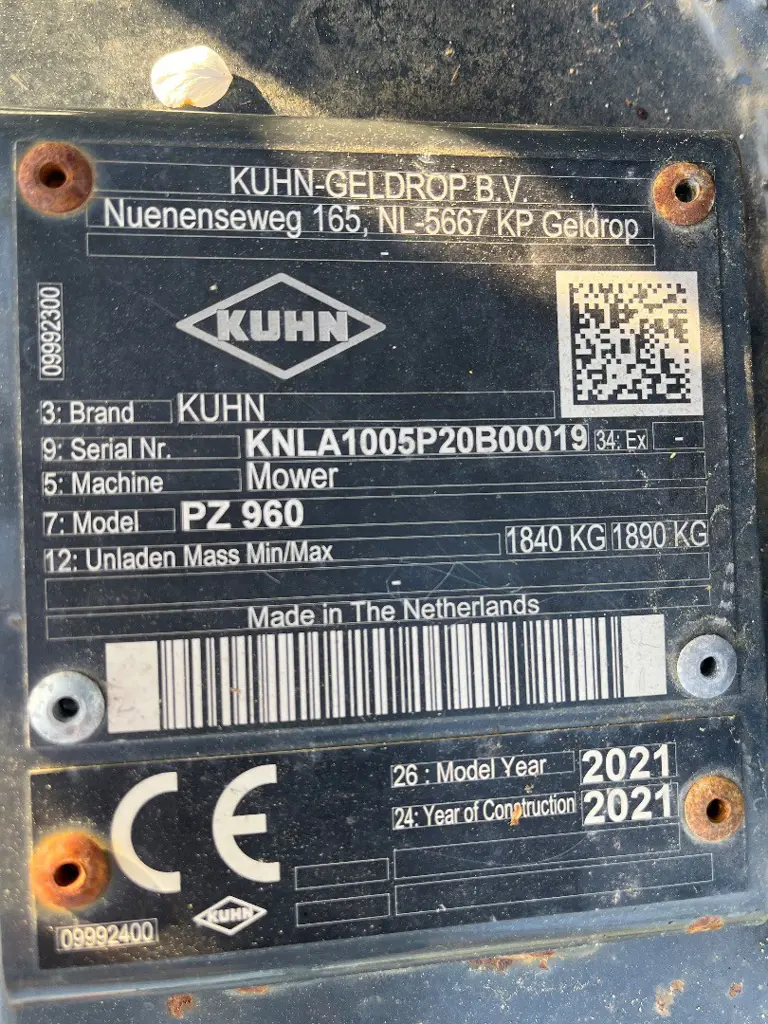 KUHN-GELDROP B.V.
Nuenenseweg 165, NL-5667 KP Geldrop
-
09992300
KUHN
3: Brand KUHN
9: Serial Nr. KNLA1005P20B00019 34: Ex -
5: Machine Mower
7: Model PZ 960
12: Unladen Mass Min/Max 1840 KG 1890 KG
-
Made in The Netherlands
CE
26 : Model Year 2021
24: Year of Construction 2021
KUHN
09992400